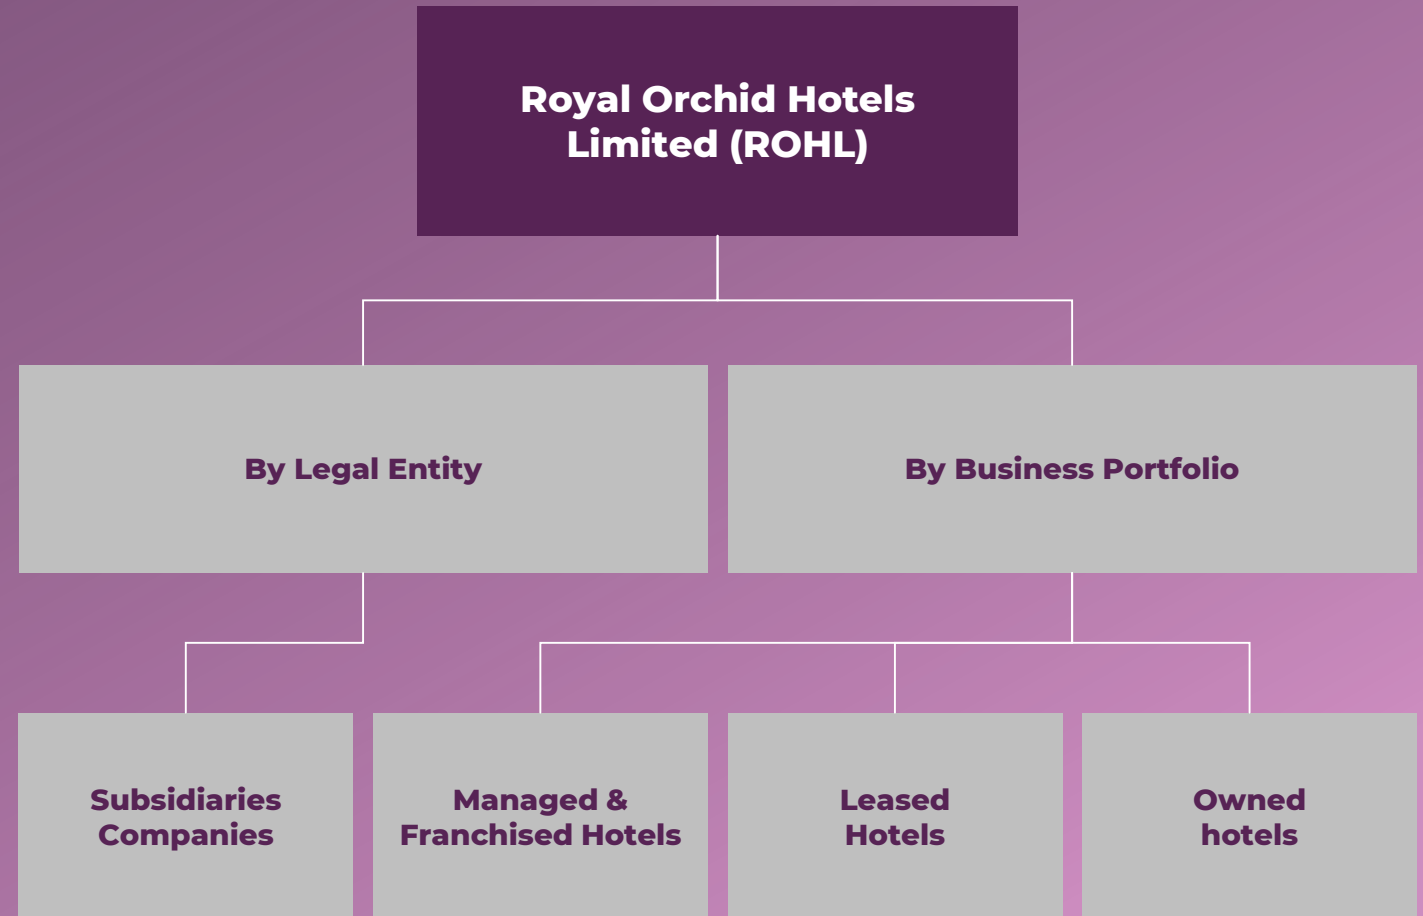 Royal Orchid Hotels
Limited (ROHL)
By Legal Entity
By Business Portfolio
Subsidiaries
Companies
Managed &
Franchised Hotels
Leased
Hotels
Owned
hotels